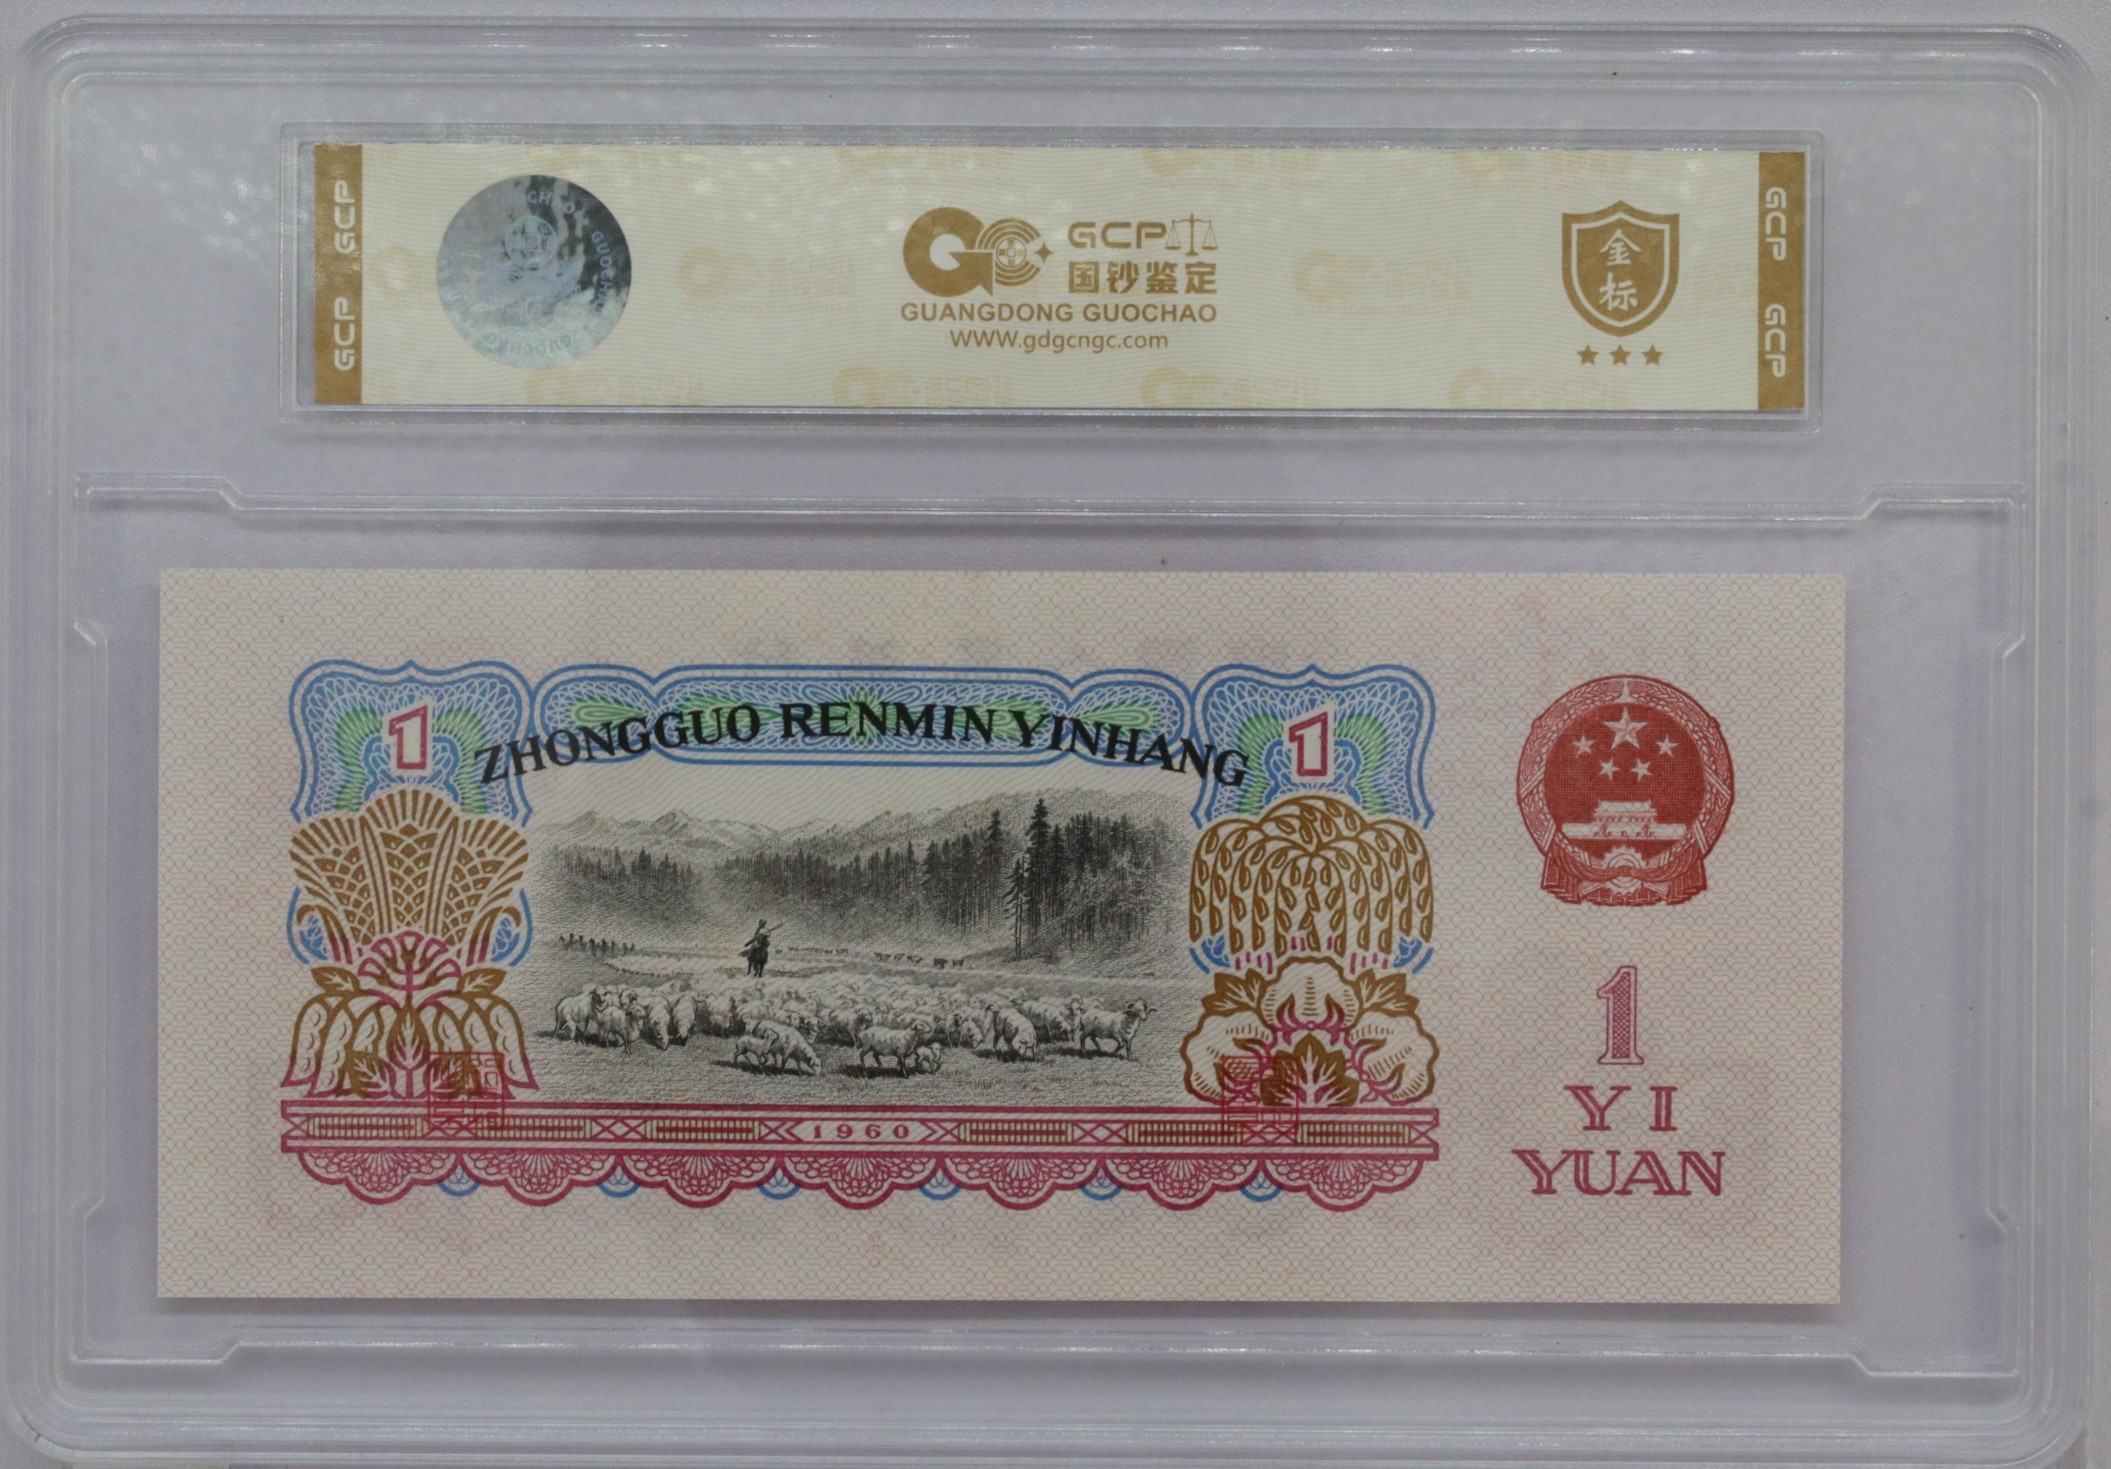 GCP GCP
GUOCHAO
GCP
国钞鉴定
GUANGDONG GUOCHAO
WWW.gdgcngc.com
金标
GCP GCP
1
ZHONGGUO RENMIN YINHANG
1
1960
1
YI
YUAN